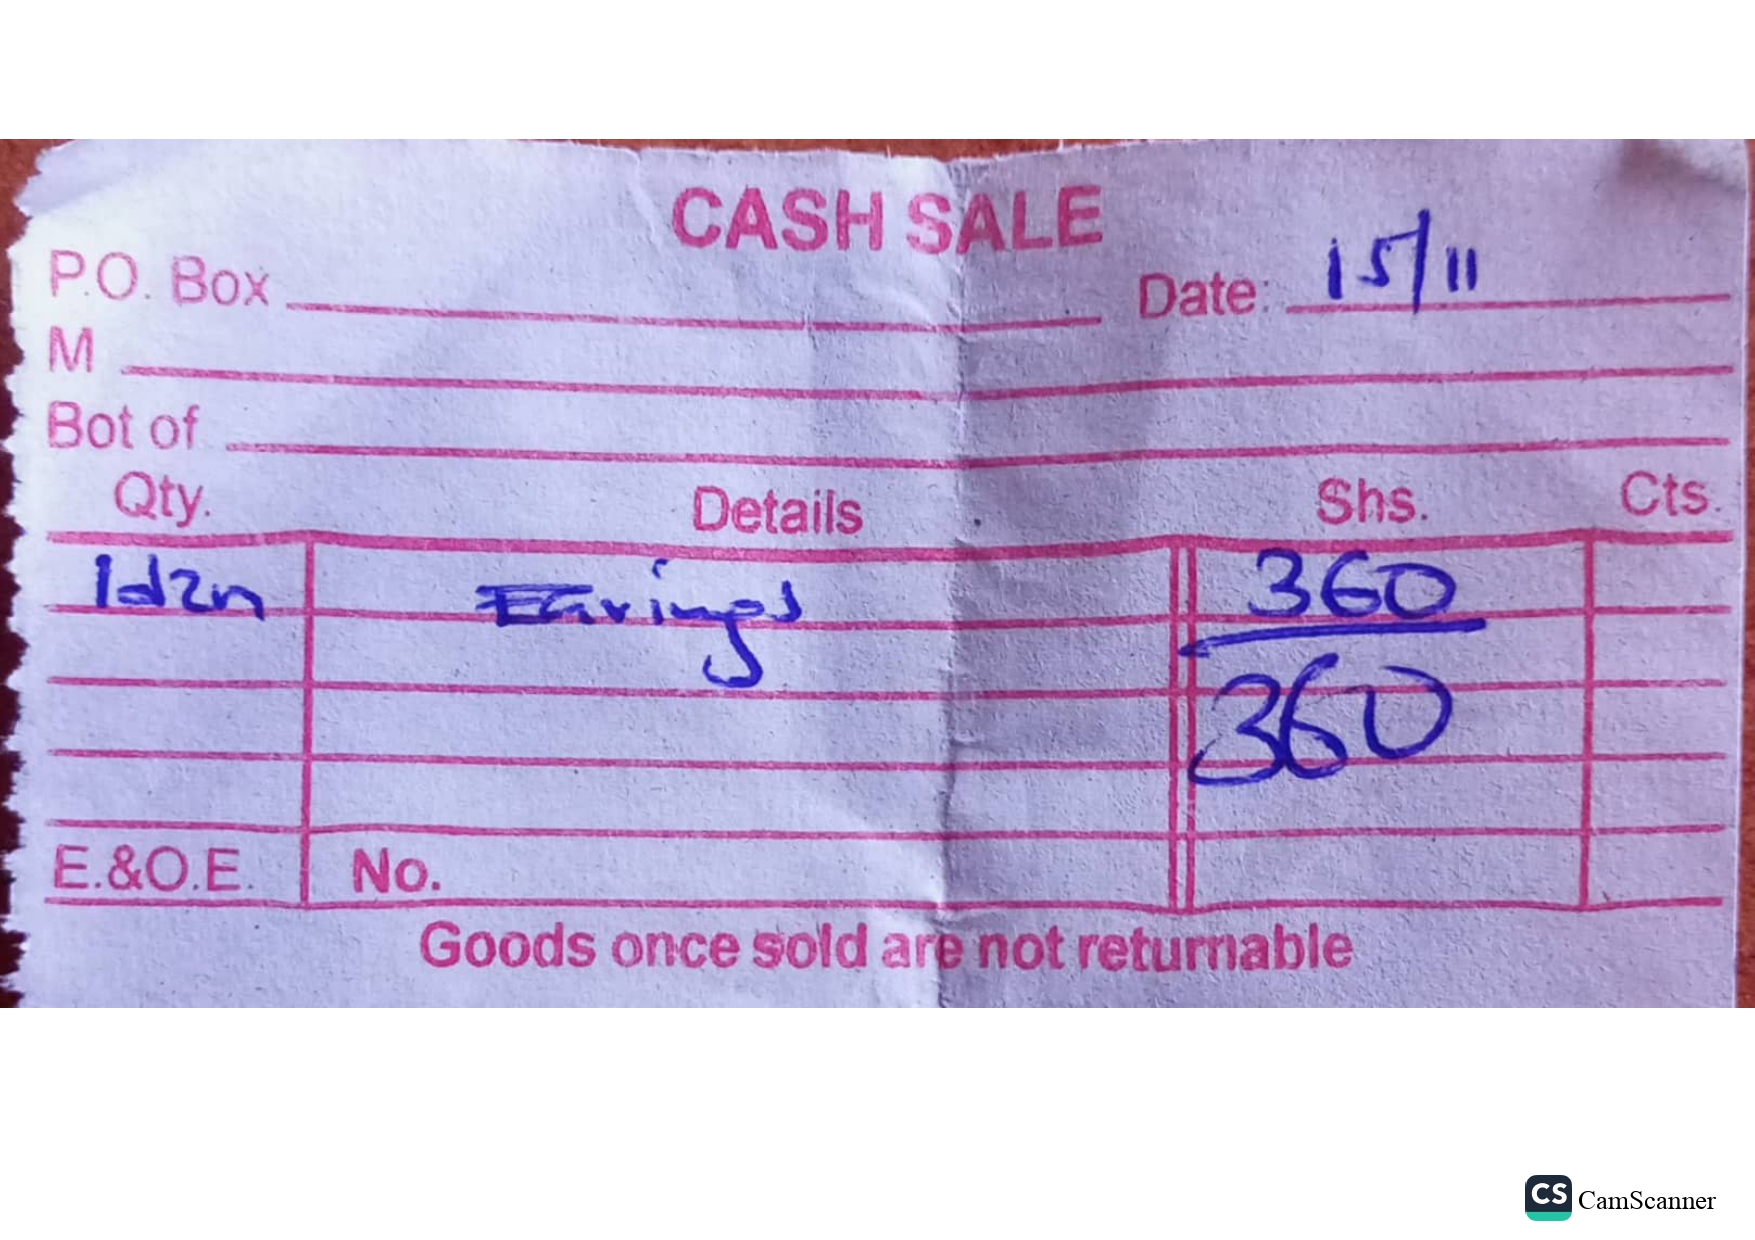 CASH SALE
P.O. Box Date: 15/11
M
Bot of
Qty. Details Shs. Cts.
1dzn Earings 360
360
E.&O.E. No.
Goods once sold are not returnable
CS CamScanner